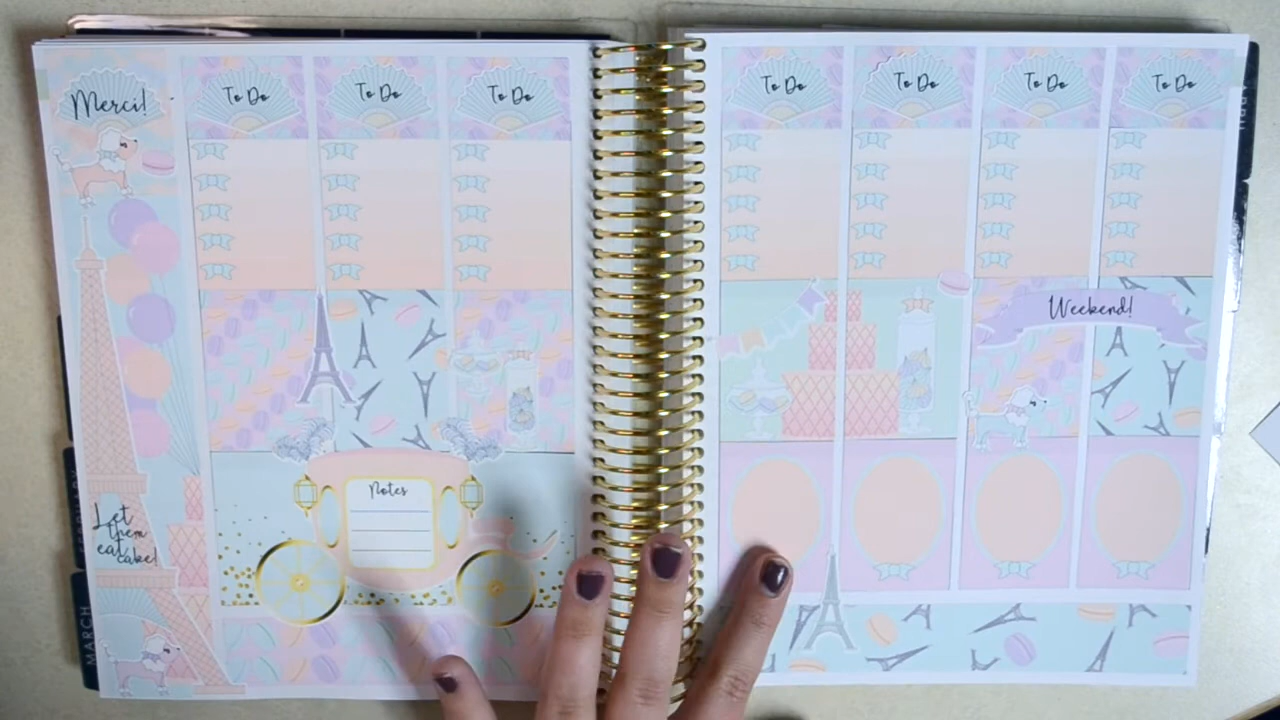 Merci!
To Do
To Do
To Do
To Do
To Do
To Do
To Do
Weekend!
Notes
Let
them
eat
cake!
MARCH
FEBRUARY